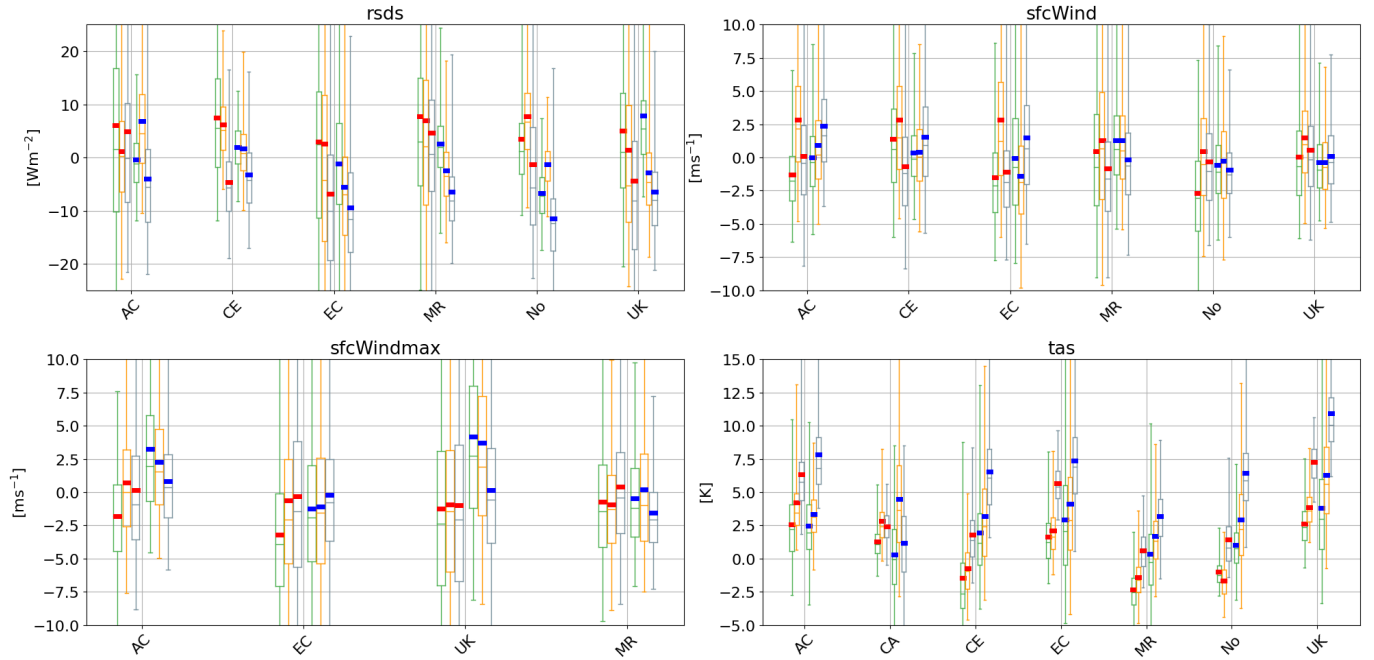 rsds
[Wm−2]
20
10
0
−10
−20
AC
CE
EC
MR
No
UK
sfcWind
[ms−1]
10.0
7.5
5.0
2.5
0.0
−2.5
−5.0
−7.5
−10.0
AC
CE
EC
MR
No
UK
sfcWindmax
[ms−1]
10.0
7.5
5.0
2.5
0.0
−2.5
−5.0
−7.5
−10.0
AC
EC
UK
MR
tas
[K]
15.0
12.5
10.0
7.5
5.0
2.5
0.0
−2.5
−5.0
AC
CA
CE
EC
MR
No
UK